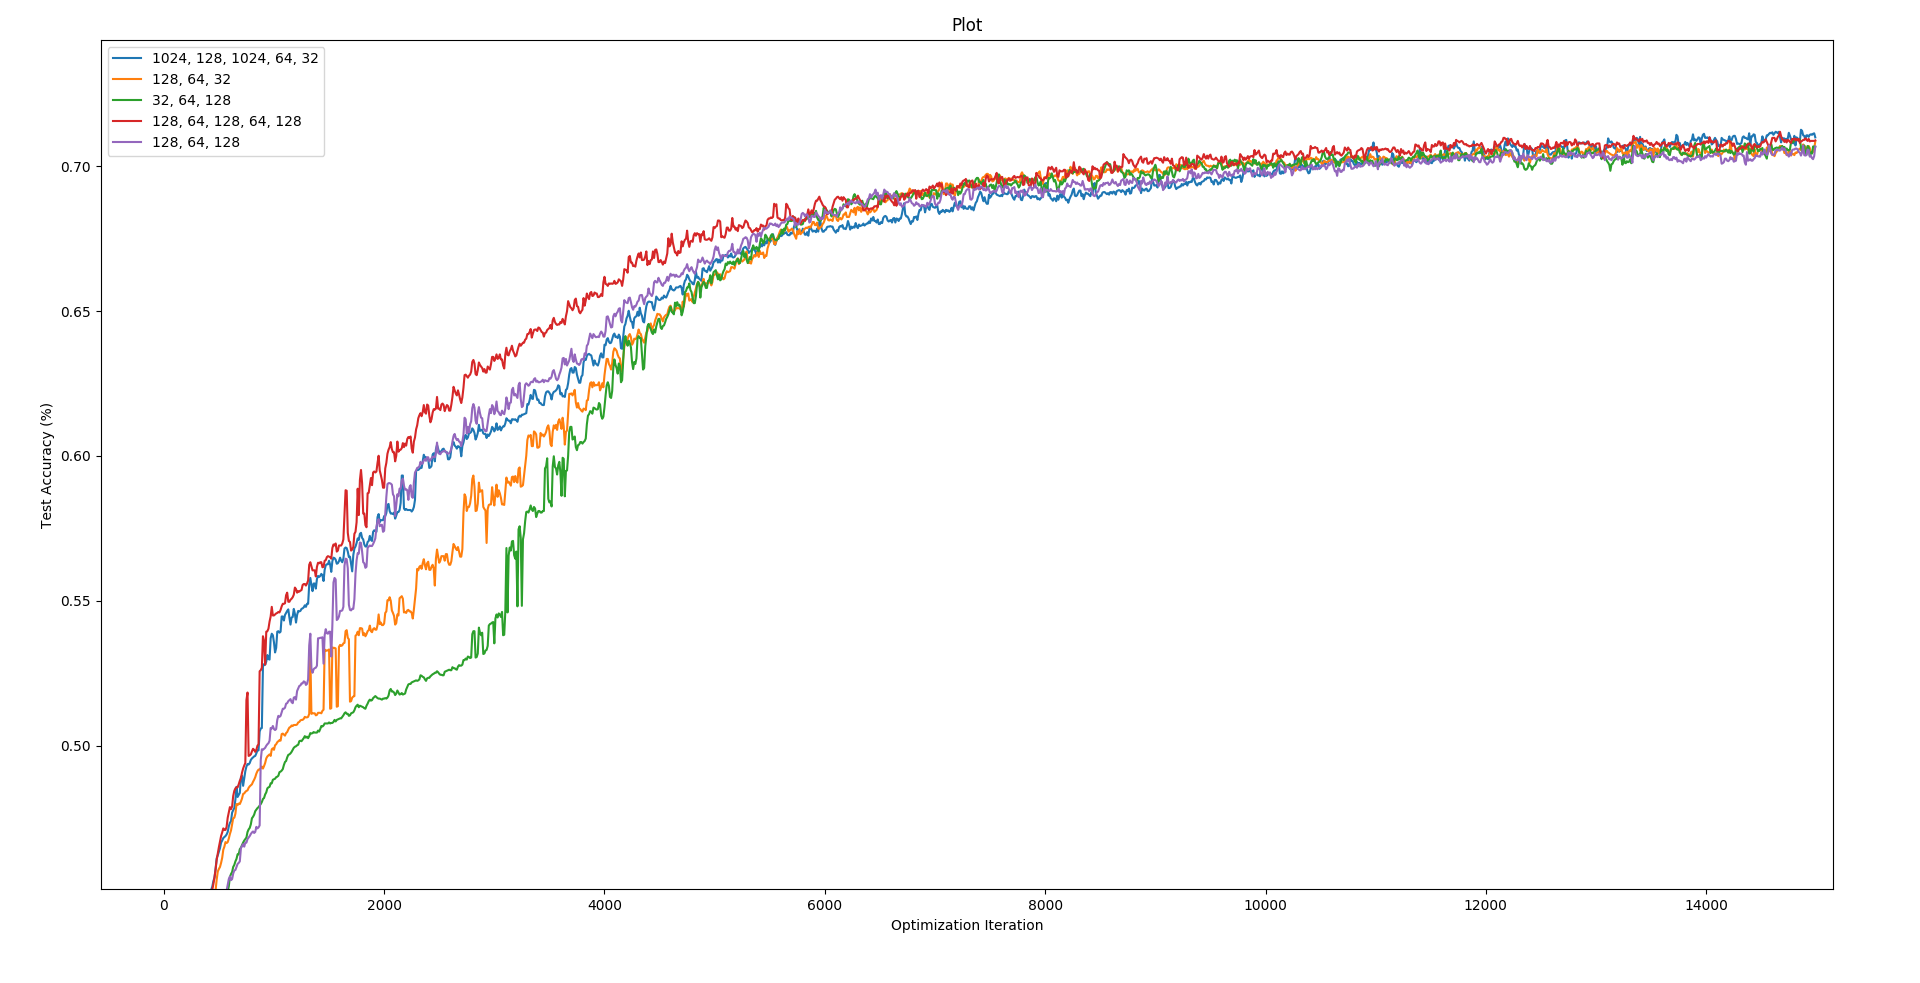 Plot
1024, 128, 1024, 64, 32
128, 64, 32
32, 64, 128
128, 64, 128, 64, 128
128, 64, 128
0.70
0.65
0.60
0.55
0.50
Test Accuracy (%)
0 2000 4000 6000 8000 10000 12000 14000
Optimization Iteration